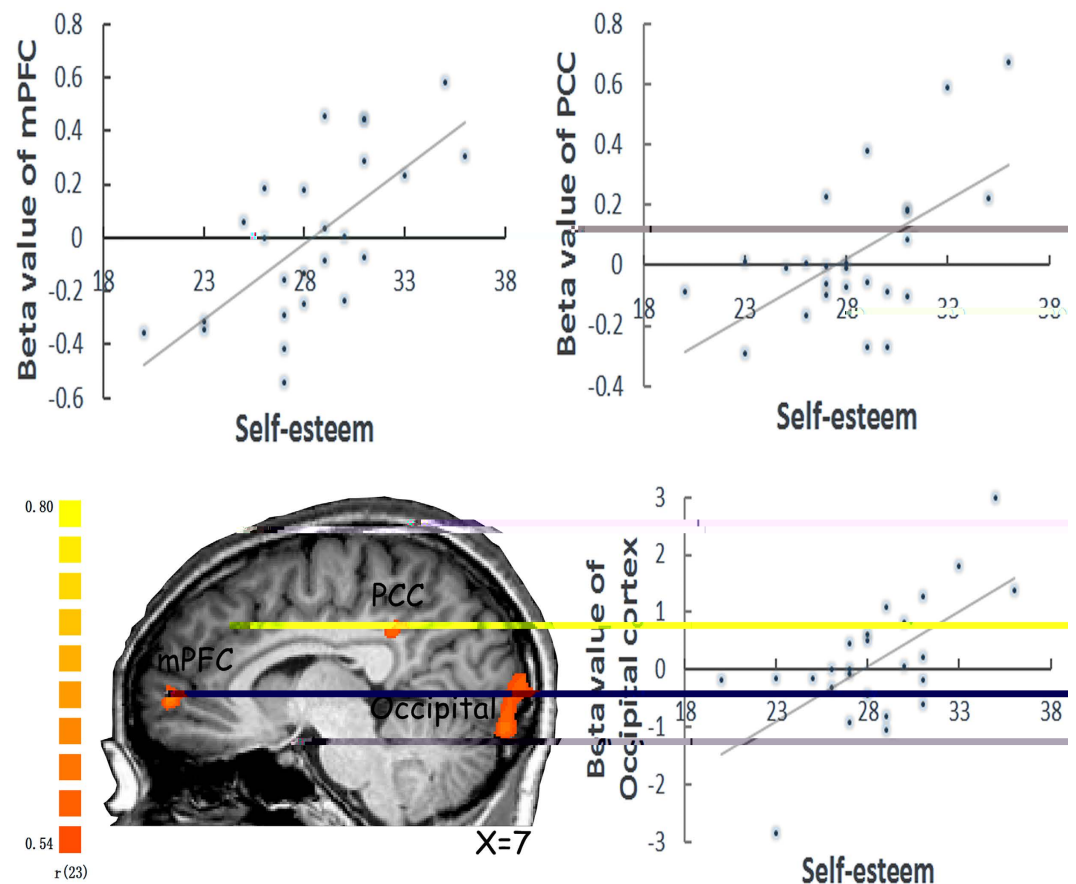 Beta value of mPFC
0.8
0.6
0.4
0.2
0
-0.2
-0.4
-0.6
18 23 28 33 38
Self-esteem
Beta value of PCC
0.8
0.6
0.4
0.2
0
-0.2
-0.4
18 23 28 33 38
Self-esteem
0.80
0.54
r(23)
PCC
mPFC
Occipital
X=7
Beta value of
Occipital cortex
3
2
1
0
-1
-2
-3
18 23 28 33 38
Self-esteem